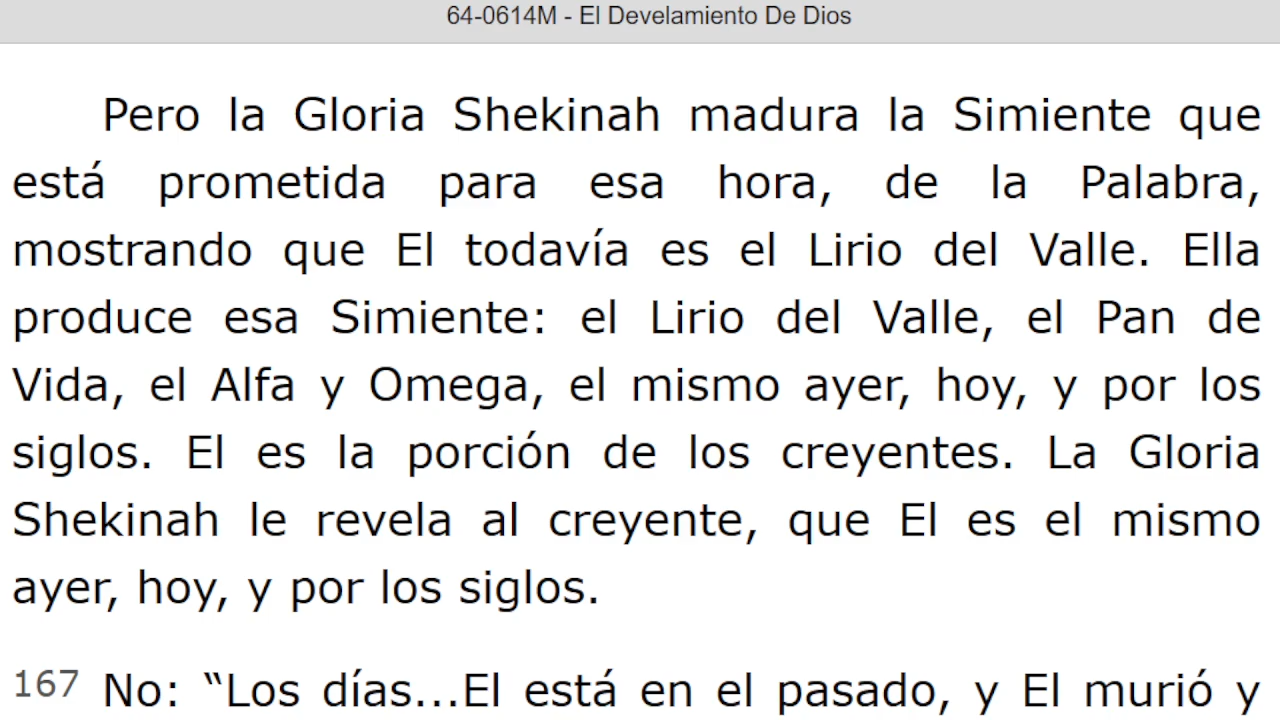 64-0614M - El Develamiento De Dios
Pero la Gloria Shekinah madura la Simiente que
está prometida para esa hora, de la Palabra,
mostrando que El todavía es el Lirio del Valle. Ella
produce esa Simiente: el Lirio del Valle, el Pan de
Vida, el Alfa y Omega, el mismo ayer, hoy, y por los
siglos. El es la porción de los creyentes. La Gloria
Shekinah le revela al creyente, que El es el mismo
ayer, hoy, y por los siglos.
167 No: “Los días...El está en el pasado, y El murió y